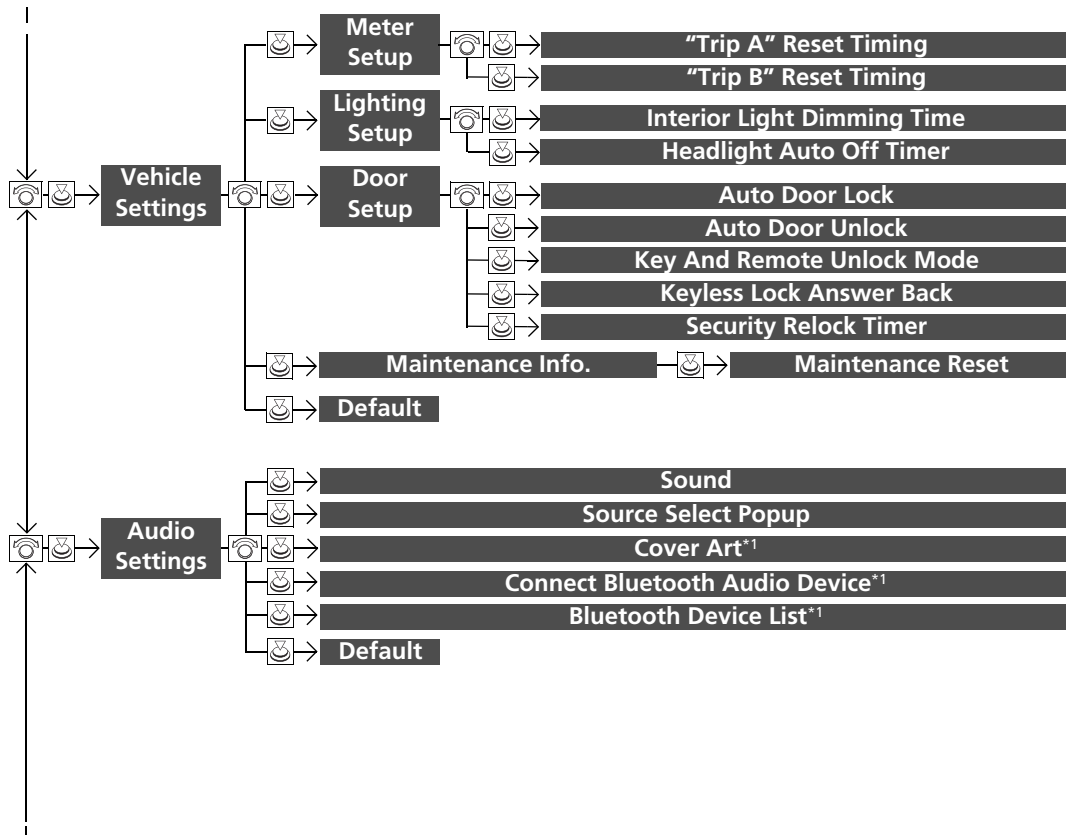 Meter
Setup
“Trip A” Reset Timing
“Trip B” Reset Timing
Lighting
Setup
Interior Light Dimming Time
Headlight Auto Off Timer
Vehicle
Settings
Door
Setup
Auto Door Lock
Auto Door Unlock
Key And Remote Unlock Mode
Keyless Lock Answer Back
Security Relock Timer
Maintenance Info.
Maintenance Reset
Default
Audio
Settings
Sound
Source Select Popup
Cover Art*1
Connect Bluetooth Audio Device*1
Bluetooth Device List*1
Default